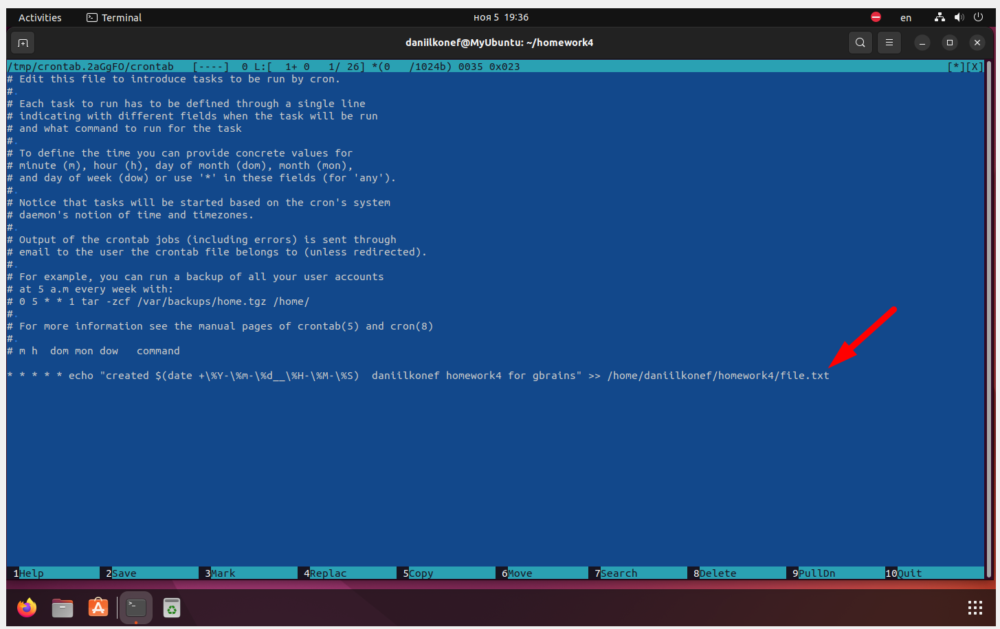 Activities Terminal ноя 5 19:36 en
daniilkonef@MyUbuntu: ~/homework4
/tmp/crontab.2aGgFO/crontab   [----]  0 L:[  1+ 0   1/ 26] *(0   /1024b) 0035 0x023 [*][X]
# Edit this file to introduce tasks to be run by cron.
#.
# Each task to run has to be defined through a single line
# indicating with different fields when the task will be run
# and what command to run for the task
#.
# To define the time you can provide concrete values for
# minute (m), hour (h), day of month (dom), month (mon),
# and day of week (dow) or use '*' in these fields (for 'any').
#.
# Notice that tasks will be started based on the cron's system
# daemon's notion of time and timezones.
#.
# Output of the crontab jobs (including errors) is sent through
# email to the user the crontab file belongs to (unless redirected).
#.
# For example, you can run a backup of all your user accounts
# at 5 a.m every week with:
# 0 5 * * 1 tar -zcf /var/backups/home.tgz /home/
#.
# For more information see the manual pages of crontab(5) and cron(8)
#.
# m h  dom mon dow   command
* * * * * echo "created $(date +\%Y-\%m-\%d__\%H-\%M-\%S)  daniilkonef homework4 for gbrains" >> /home/daniilkonef/homework4/file.txt
1Help 2Save 3Mark 4Replac 5Copy 6Move 7Search 8Delete 9PullDn 10Quit